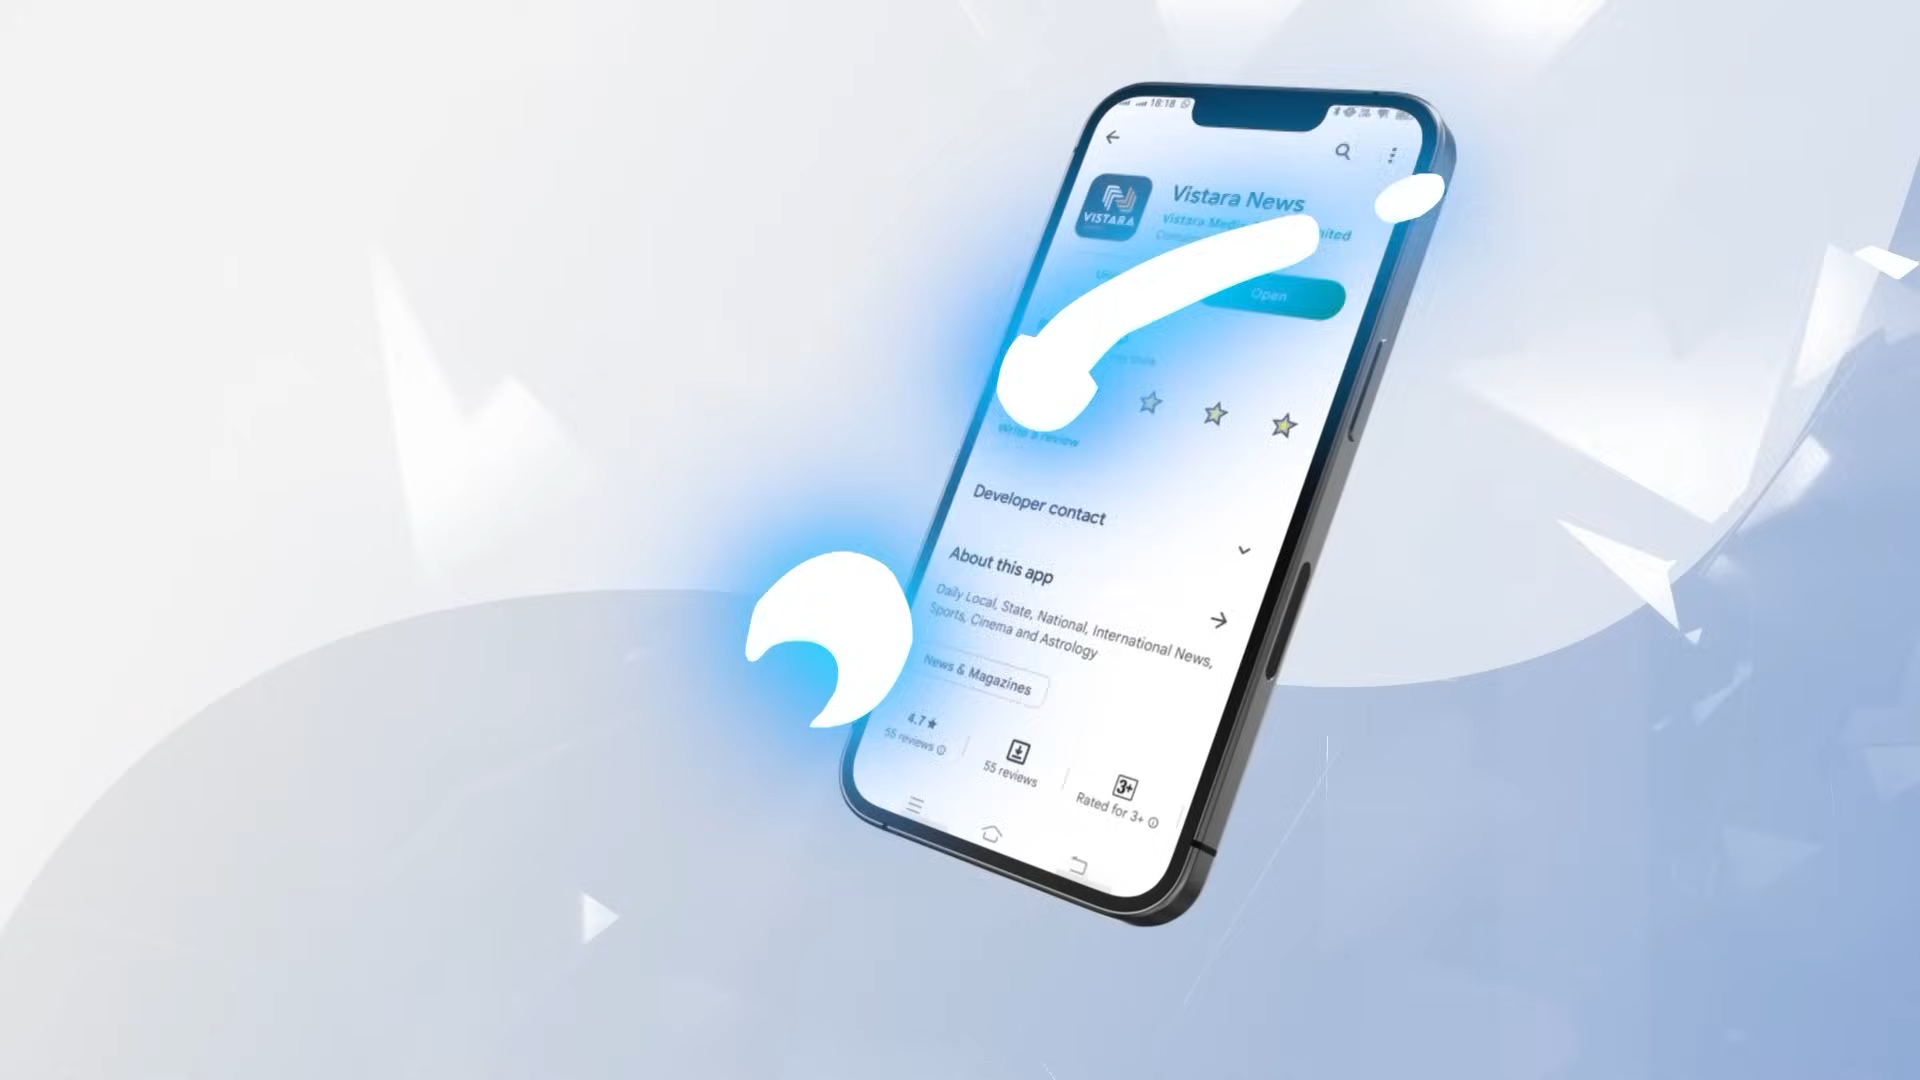 18:18
VISTARA
Vistara News
Vistara
Open
Write a review
Developer contact
About this app
Daily Local, State, National, International News,
Sports, Cinema and Astrology
News & Magazines
4.7★
55 reviews
55 reviews
3+
Rated for 3+